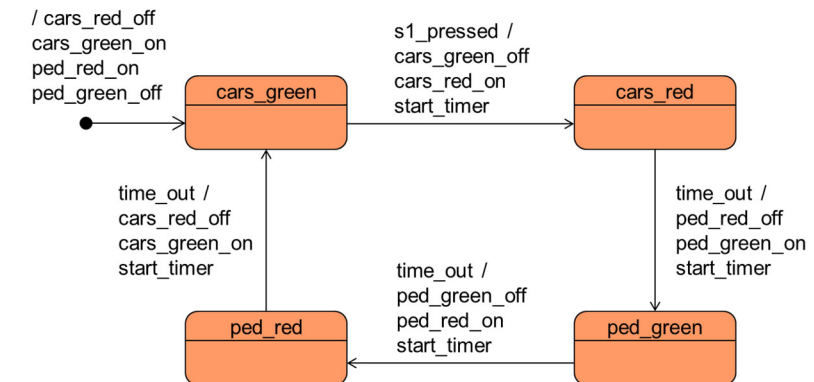 / cars_red_off
cars_green_on
ped_red_on
ped_green_off
s1_pressed /
cars_green_off
cars_red_on
start_timer
cars_green
cars_red
time_out /
cars_red_off
cars_green_on
start_timer
time_out /
ped_red_off
ped_green_on
start_timer
time_out /
ped_green_off
ped_red_on
start_timer
ped_red
ped_green